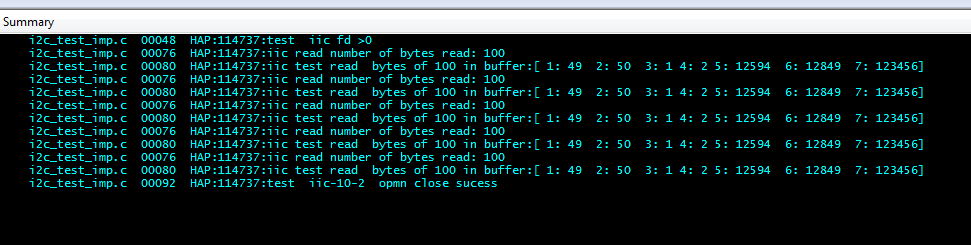 Summary
i2c_test_imp.c 00048 HAP:114737:test iic fd >0
i2c_test_imp.c 00076 HAP:114737:iic read number of bytes read: 100
i2c_test_imp.c 00080 HAP:114737:iic test read bytes of 100 in buffer:[ 1: 49 2: 50 3: 1 4: 2 5: 12594 6: 12849 7: 123456]
i2c_test_imp.c 00076 HAP:114737:iic read number of bytes read: 100
i2c_test_imp.c 00080 HAP:114737:iic test read bytes of 100 in buffer:[ 1: 49 2: 50 3: 1 4: 2 5: 12594 6: 12849 7: 123456]
i2c_test_imp.c 00076 HAP:114737:iic read number of bytes read: 100
i2c_test_imp.c 00080 HAP:114737:iic test read bytes of 100 in buffer:[ 1: 49 2: 50 3: 1 4: 2 5: 12594 6: 12849 7: 123456]
i2c_test_imp.c 00076 HAP:114737:iic read number of bytes read: 100
i2c_test_imp.c 00080 HAP:114737:iic test read bytes of 100 in buffer:[ 1: 49 2: 50 3: 1 4: 2 5: 12594 6: 12849 7: 123456]
i2c_test_imp.c 00076 HAP:114737:iic read number of bytes read: 100
i2c_test_imp.c 00080 HAP:114737:iic test read bytes of 100 in buffer:[ 1: 49 2: 50 3: 1 4: 2 5: 12594 6: 12849 7: 123456]
i2c_test_imp.c 00092 HAP:114737:test iic-10-2 opmn close sucess